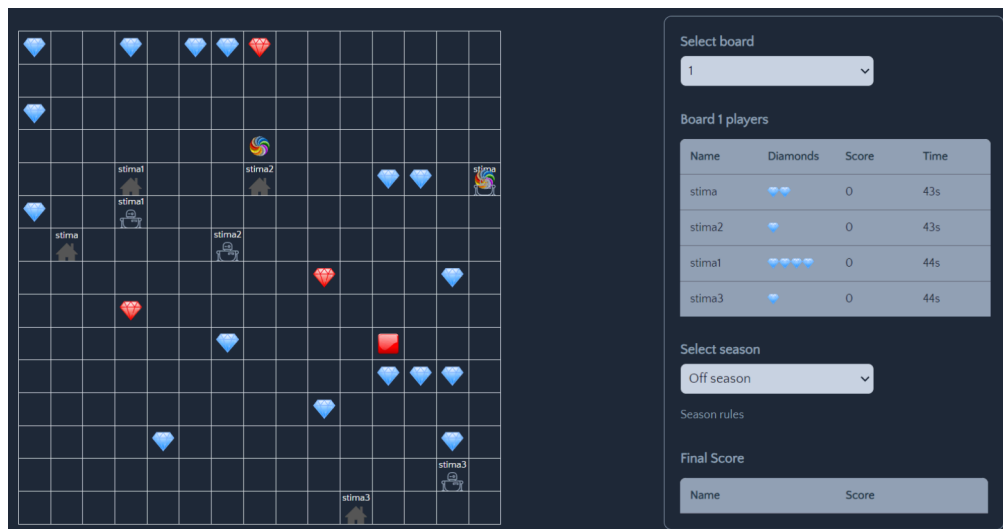 stima1
stima2
stima
stima1
stima
stima2
stima3
stima3
Select board
1
Board 1 players
Name Diamonds Score Time
stima 0 43s
stima2 0 43s
stima1 0 44s
stima3 0 44s
Select season
Off season
Season rules
Final Score
Name Score